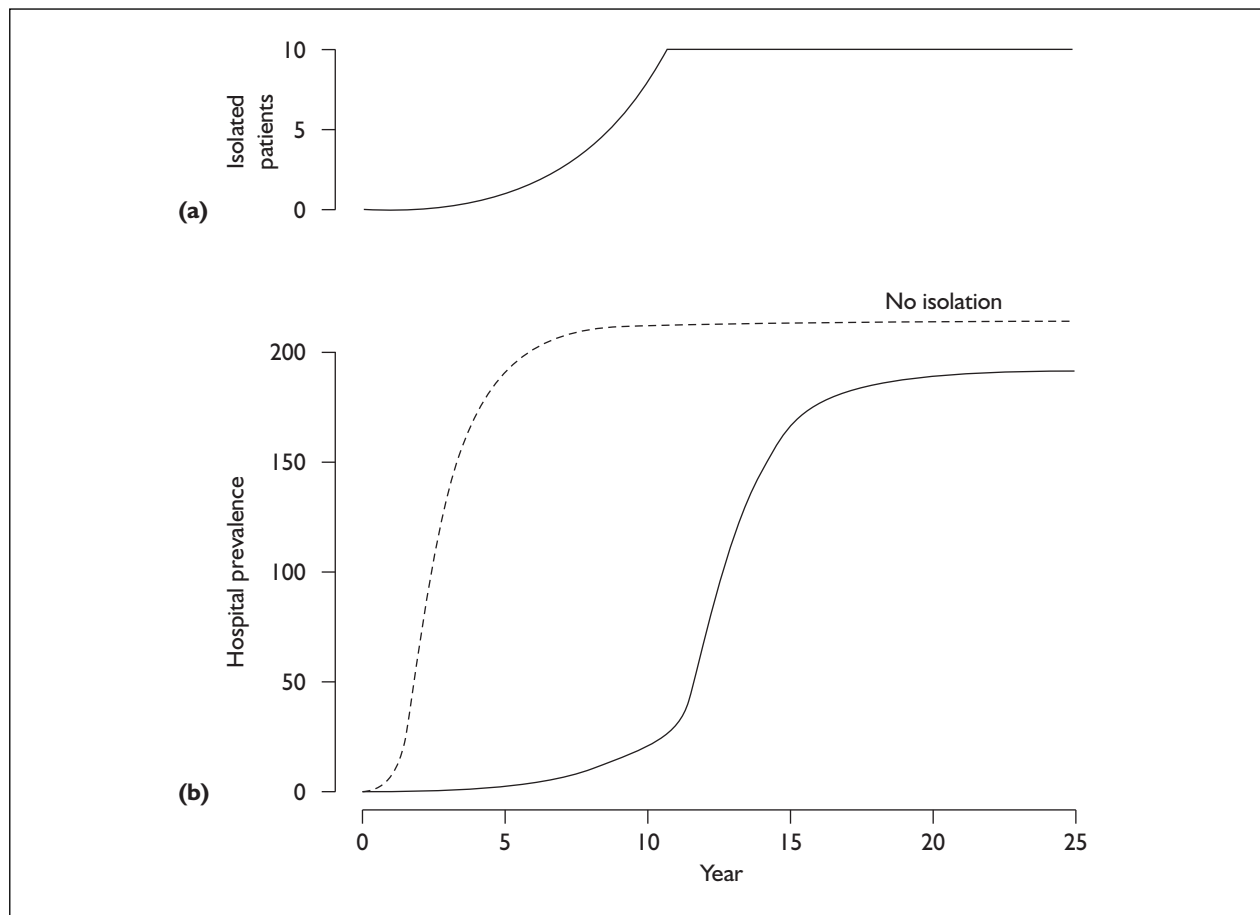 10
5
0
Isolated
patients
(a)
No isolation
200
150
100
50
0
Hospital prevalence
(b)
0 5 10 15 20 25
Year